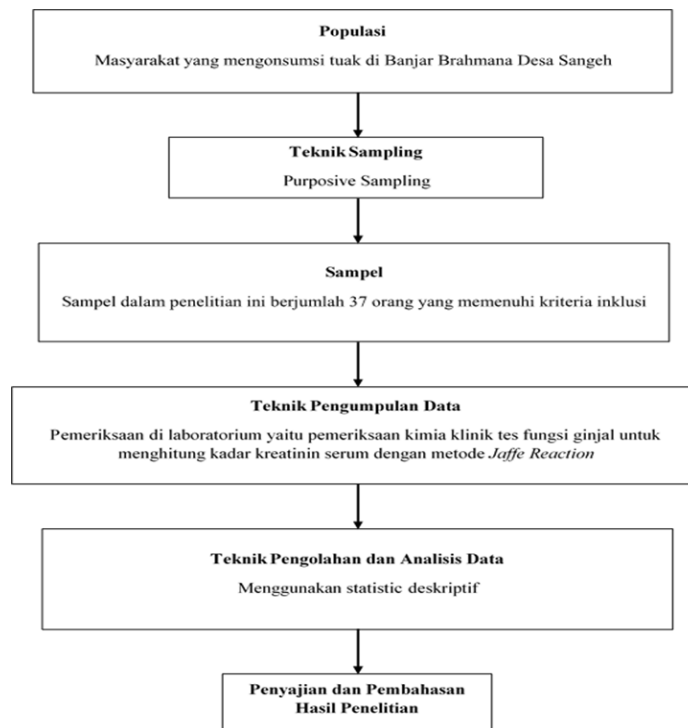 Populasi
Masyarakat yang mengonsumsi tuak di Banjar Brahmana Desa Sangeh
Teknik Sampling
Purposive Sampling
Sampel
Sampel dalam penelitian ini berjumlah 37 orang yang memenuhi kriteria inklusi
Teknik Pengumpulan Data
Pemeriksaan di laboratorium yaitu pemeriksaan kimia klinik tes fungsi ginjal untuk
menghitung kadar kreatinin serum dengan metode Jaffe Reaction
Teknik Pengolahan dan Analisis Data
Menggunakan statistic deskriptif
Penyajian dan Pembahasan
Hasil Penelitian